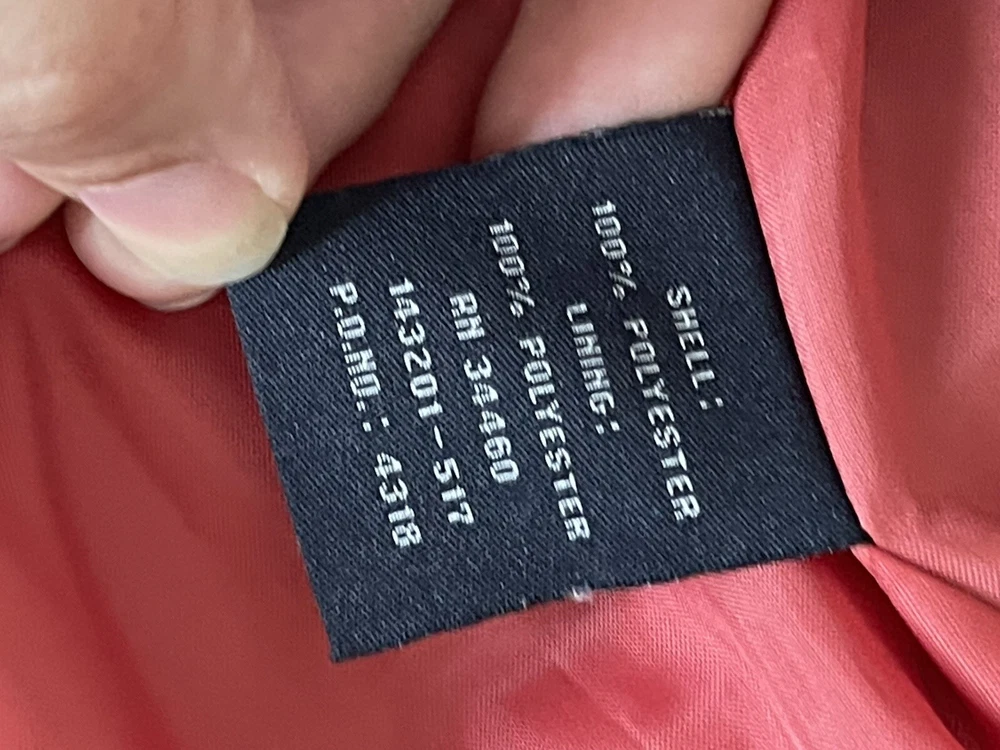 SHELL:
100% POLYESTER
LINING:
100% POLYESTER
RN 34460
143201-517
P.O.NO.: 4318